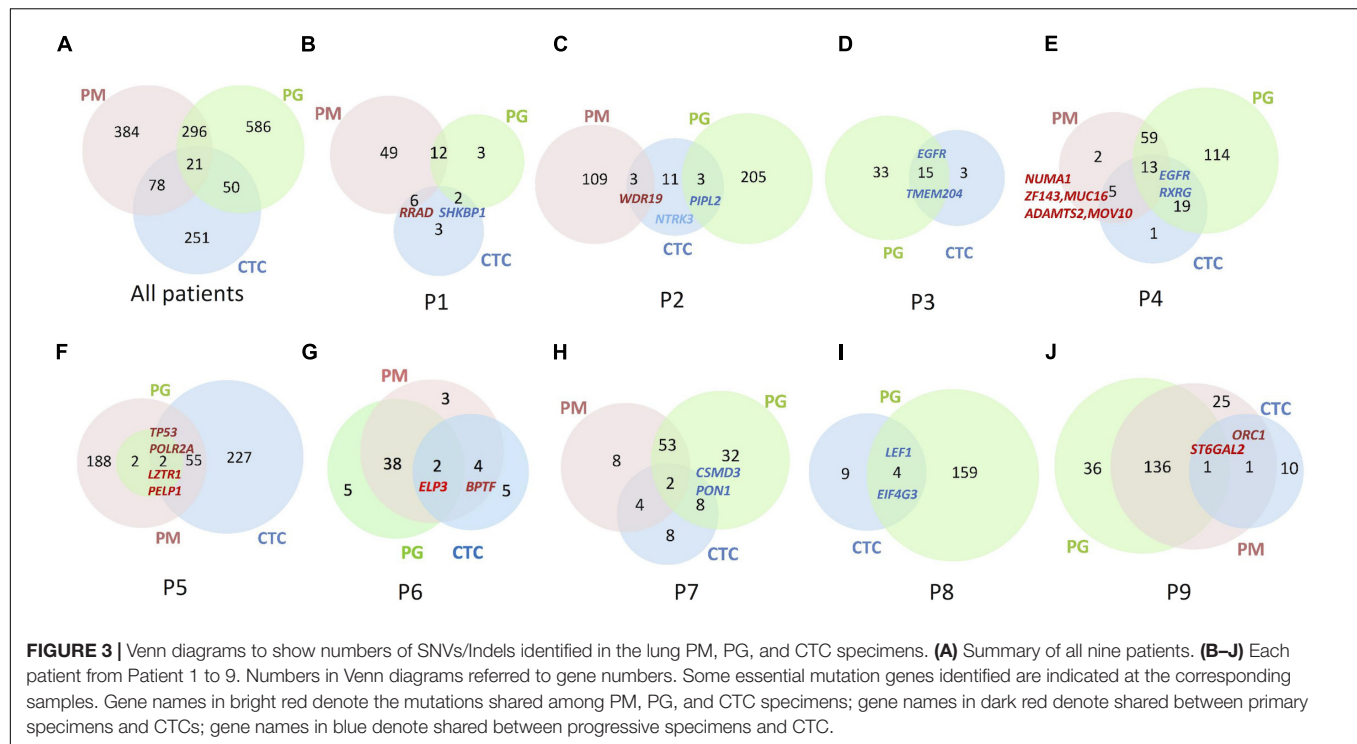 A
PM
PG
384
296
586
21
78
50
251
CTC
All patients
B
PM
PG
49
12
3
6
2
RRAD
SHKBP1
3
CTC
P1
C
PM
PG
109
3
11
3
205
WDR19
PIPL2
NTRK3
CTC
P2
D
EGFR
33
15
3
TMEM204
PG
CTC
P3
E
PM
PG
59
2
13
114
EGFR
NUMA1
RXRG
ZF143,MUC16
5
19
ADAMTS2,MOV10
1
CTC
P4
F
PG
TP53
POLR2A
188
2
2
55
227
LZTR1
PELP1
PM
CTC
P5
G
PM
3
38
2
4
ELP3
BPTF
5
5
PG
CTC
P6
H
PM
PG
53
8
32
CSMD3
2
PON1
4
8
8
CTC
P7
I
PG
LEF1
9
4
159
EIF4G3
CTC
P8
J
25
CTC
ORC1
ST6GAL2
36
136
1
1
10
PG
PM
P9
FIGURE 3 | Venn diagrams to show numbers of SNVs/Indels identified in the lung PM, PG, and CTC specimens. (A) Summary of all nine patients. (B–J) Each
patient from Patient 1 to 9. Numbers in Venn diagrams referred to gene numbers. Some essential mutation genes identified are indicated at the corresponding
samples. Gene names in bright red denote the mutations shared among PM, PG, and CTC specimens; gene names in dark red denote shared between primary
specimens and CTCs; gene names in blue denote shared between progressive specimens and CTC.